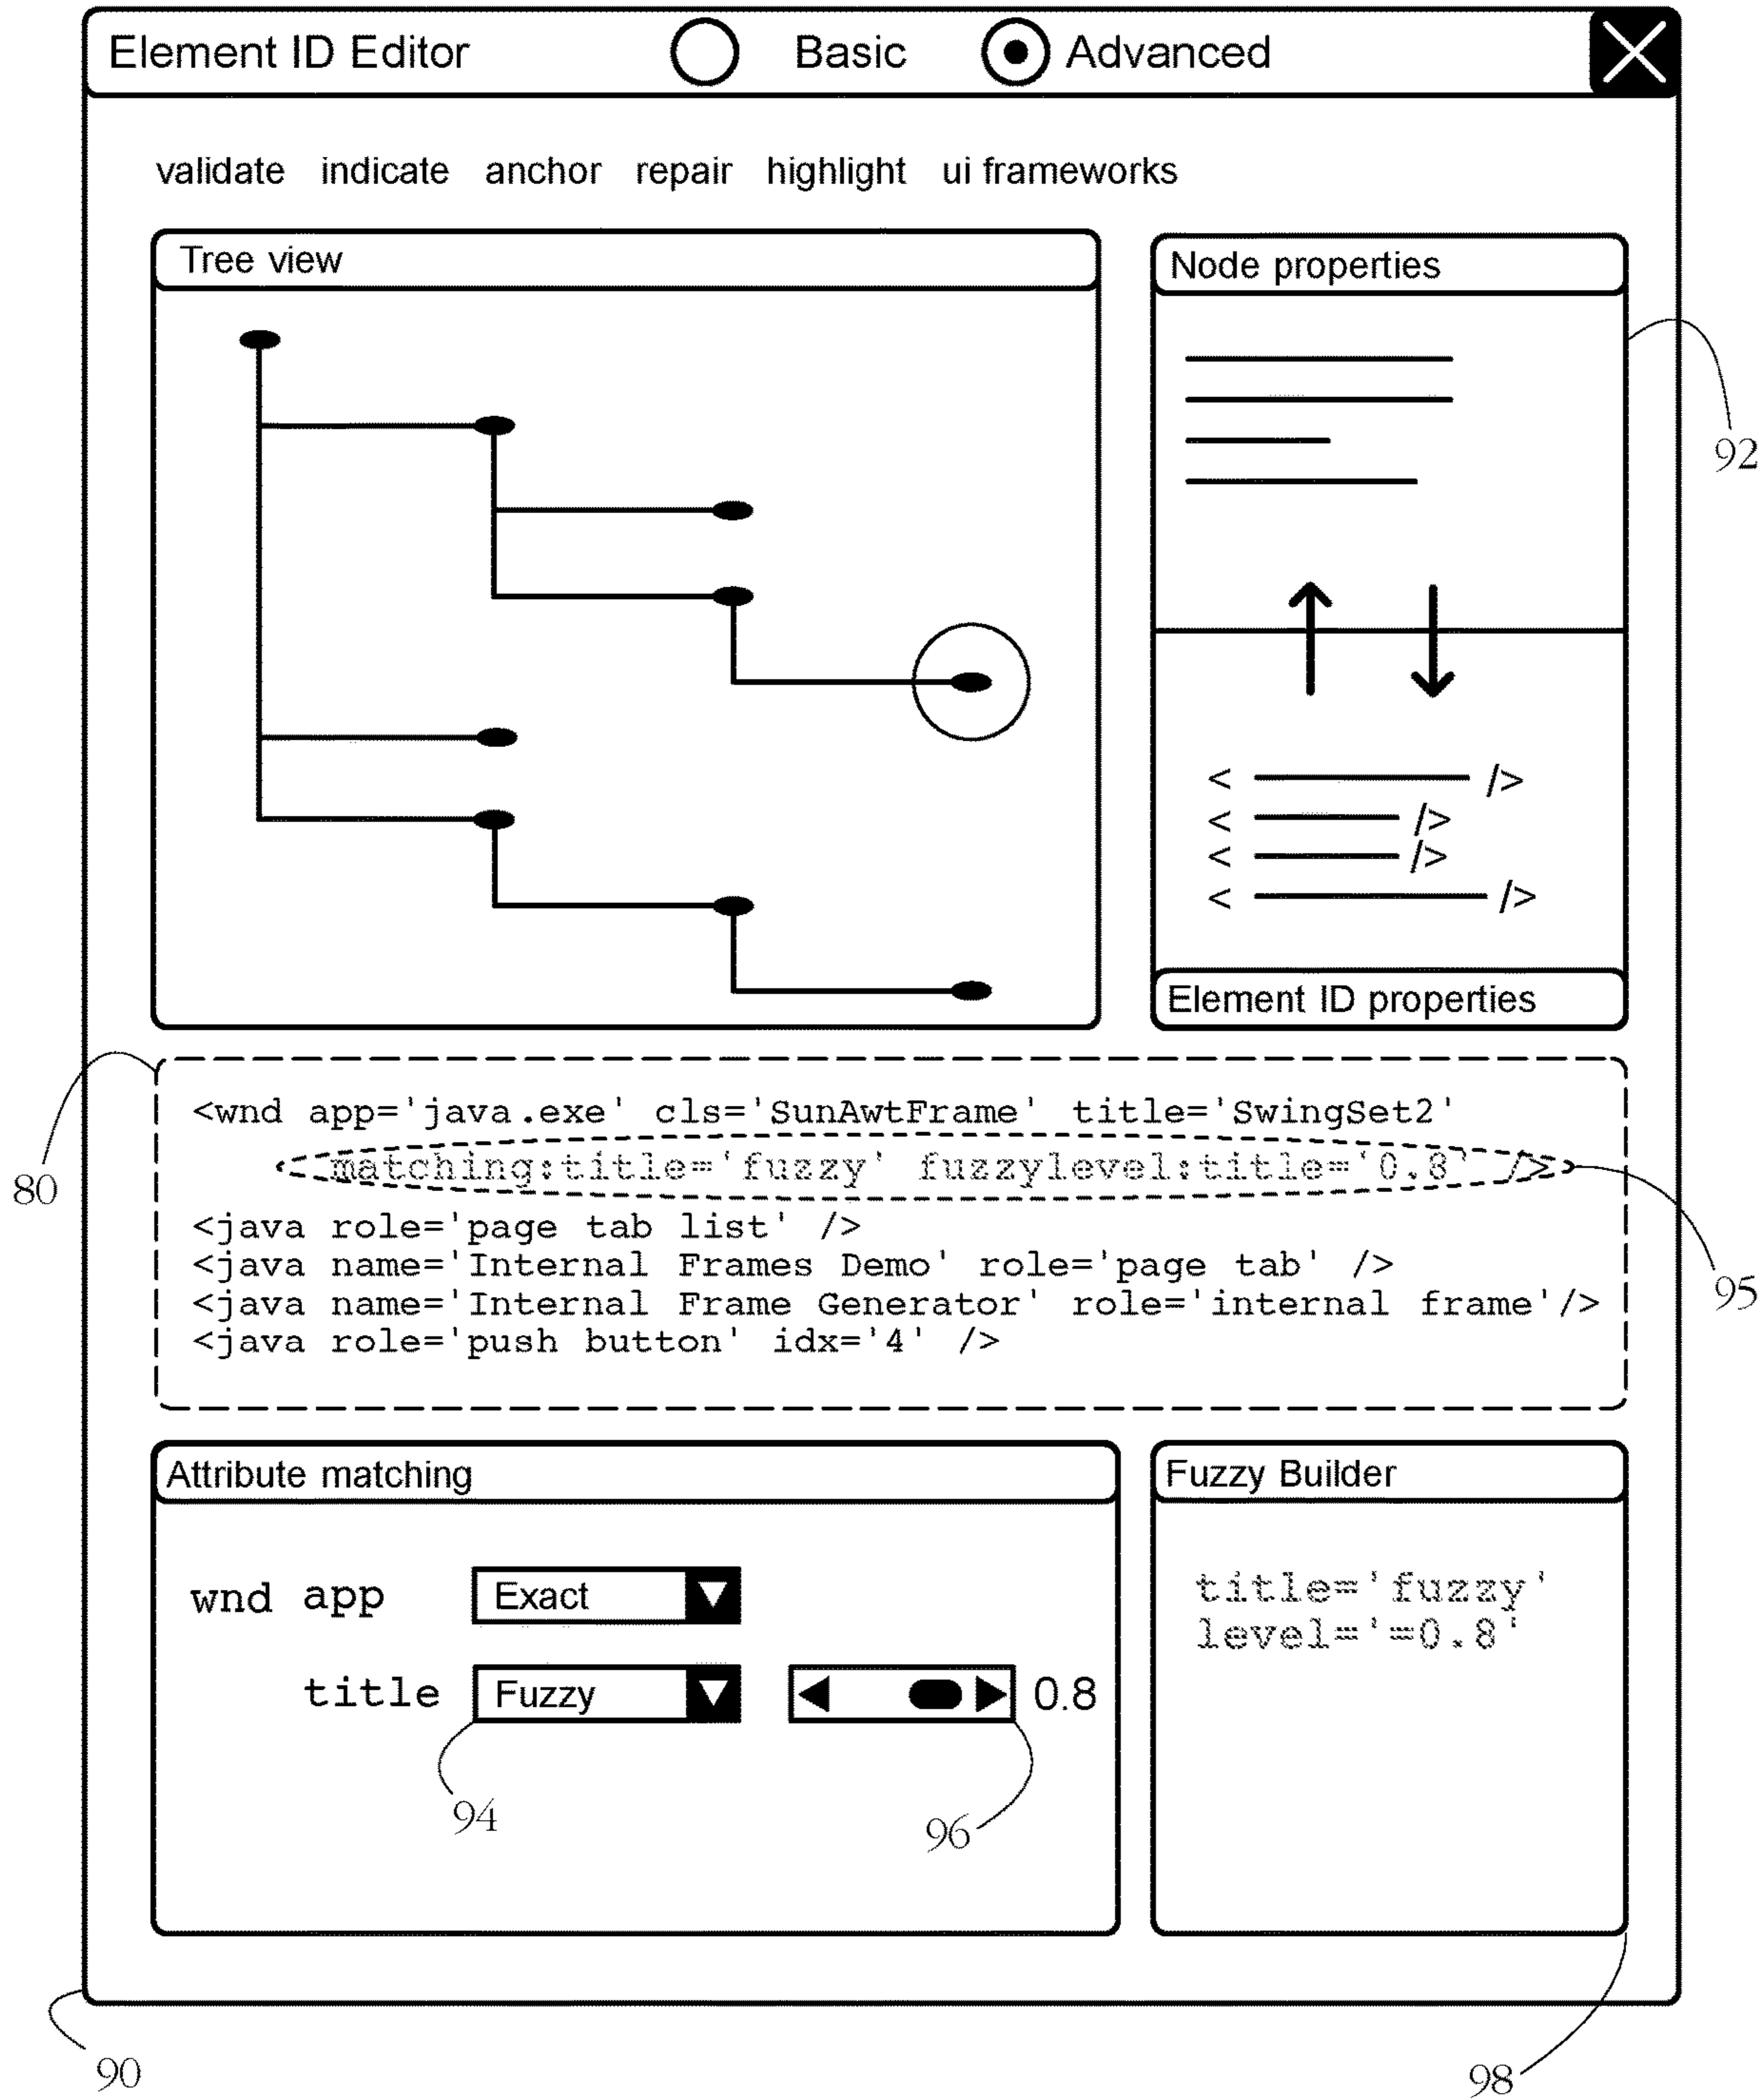 Element ID Editor Basic Advanced
validate indicate anchor repair highlight ui frameworks
Tree view
Node properties
92
< />
< />
< />
< />
Element ID properties
80
<wnd app='java.exe' cls='SunAwtFrame' title='SwingSet2'
matching:title='fuzzy' fuzzylevel:title='0.8' />
<java role='page tab list' />
<java name='Internal Frames Demo' role='page tab' />
<java name='Internal Frame Generator' role='internal frame'/>
<java role='push button' idx='4' />
95
Attribute matching
wnd app Exact
title Fuzzy 0.8
94
96
Fuzzy Builder
title='fuzzy'
level='=0.8'
90
98